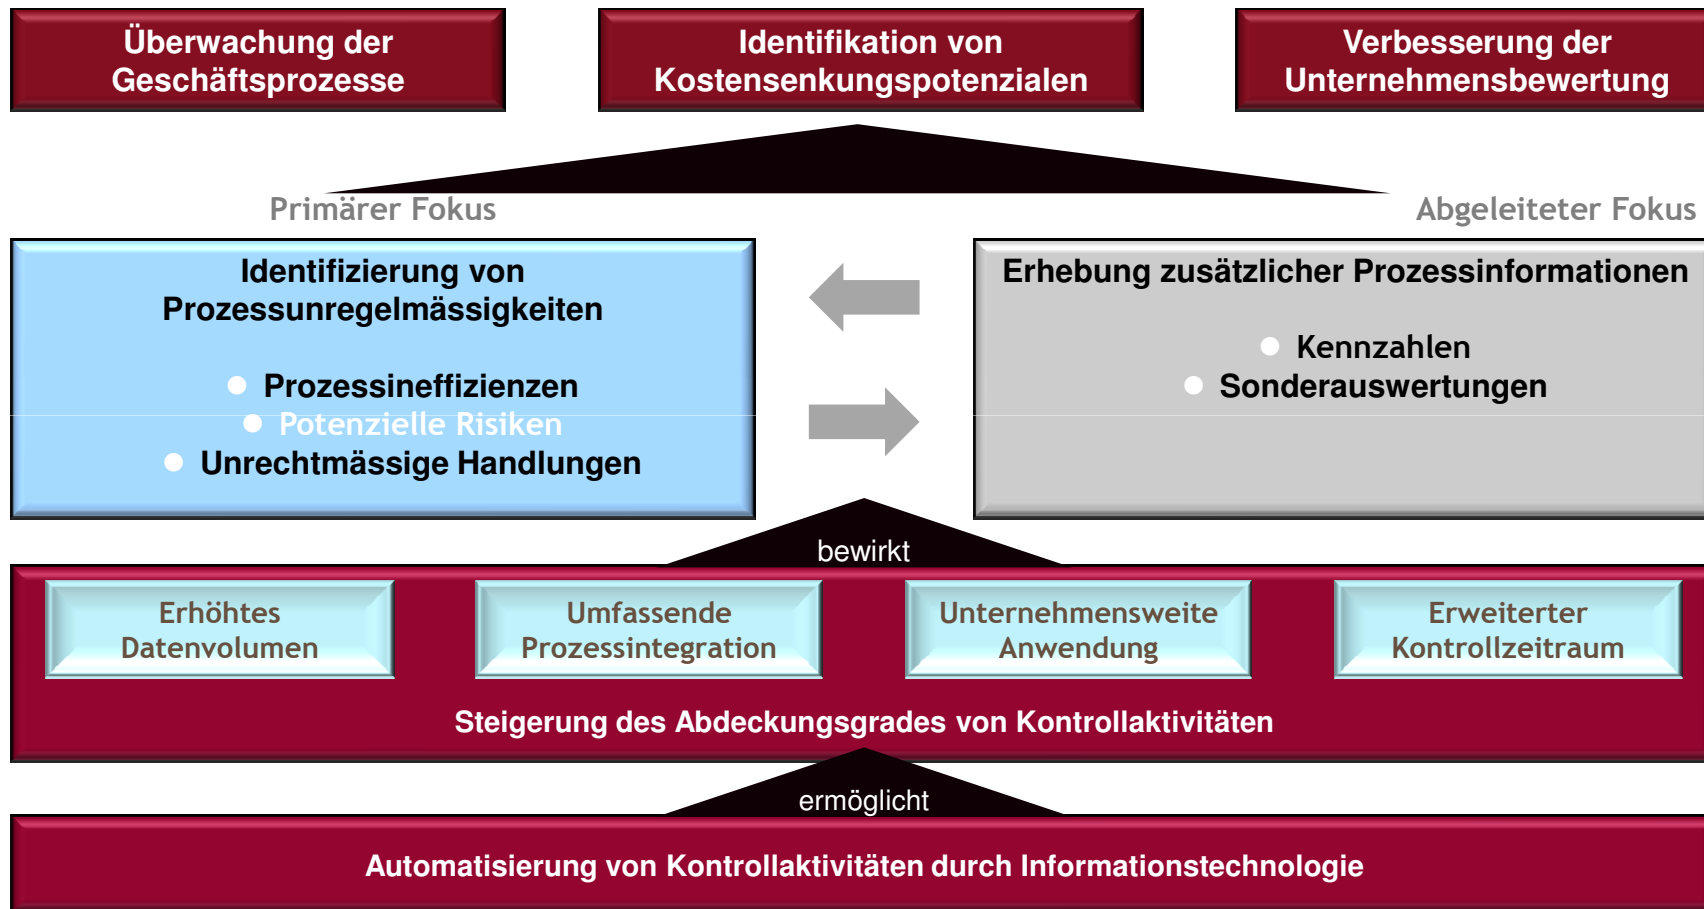 Überwachung der
Geschäftsprozesse
Identifikation von
Kostensenkungspotenzialen
Verbesserung der
Unternehmensbewertung
Primärer Fokus
Abgeleiteter Fokus
Identifizierung von
Prozessunregelmässigkeiten
● Prozessineffizienzen
● Potenzielle Risiken
● Unrechtmässige Handlungen
Erhebung zusätzlicher Prozessinformationen
● Kennzahlen
● Sonderauswertungen
bewirkt
Erhöhtes
Datenvolumen
Umfassende
Prozessintegration
Unternehmensweite
Anwendung
Erweiterter
Kontrollzeitraum
Steigerung des Abdeckungsgrades von Kontrollaktivitäten
ermöglicht
Automatisierung von Kontrollaktivitäten durch Informationstechnologie